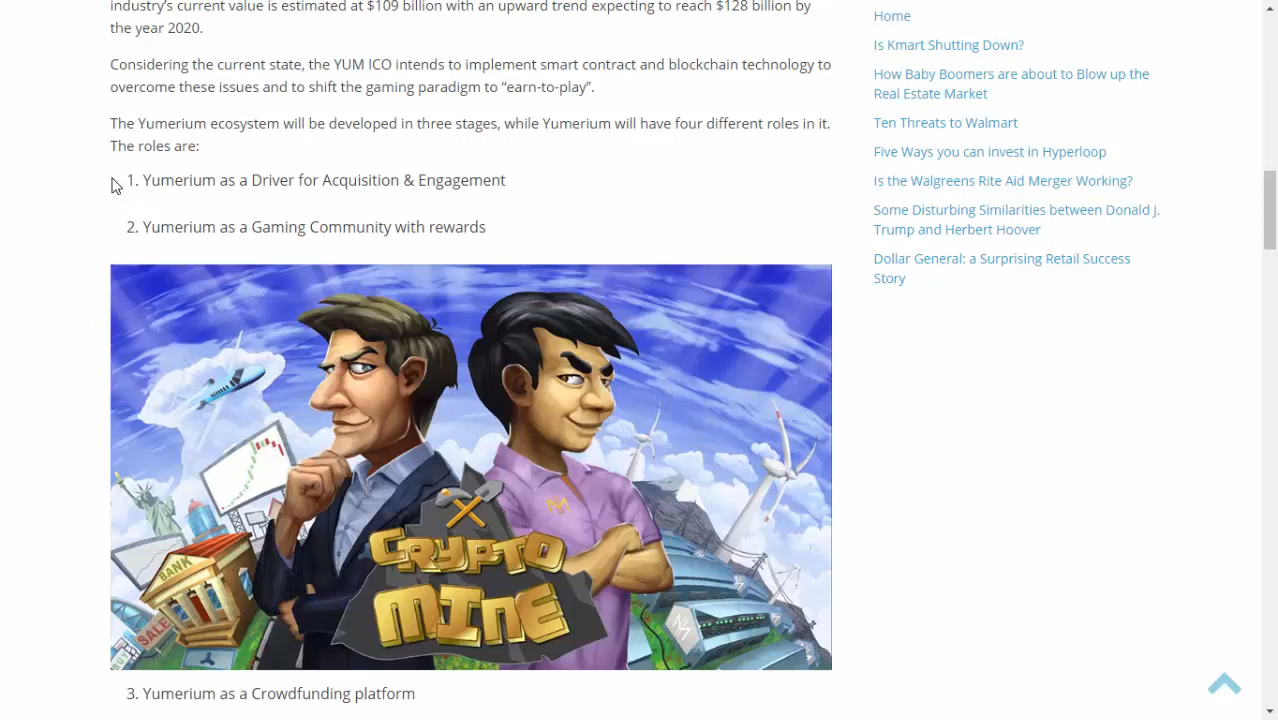 industry's current value is estimated at $109 billion with an upward trend expecting to reach $128 billion by
the year 2020.
Considering the current state, the YUM ICO intends to implement smart contract and blockchain technology to
overcome these issues and to shift the gaming paradigm to “earn-to-play”.
The Yumerium ecosystem will be developed in three stages, while Yumerium will have four different roles in it.
The roles are:
1. Yumerium as a Driver for Acquisition & Engagement
2. Yumerium as a Gaming Community with rewards
BANK
SALE
BUY
CRYPTO
MINE
3. Yumerium as a Crowdfunding platform
Home
Is Kmart Shutting Down?
How Baby Boomers are about to Blow up the
Real Estate Market
Ten Threats to Walmart
Five Ways you can invest in Hyperloop
Is the Walgreens Rite Aid Merger Working?
Some Disturbing Similarities between Donald J.
Trump and Herbert Hoover
Dollar General: a Surprising Retail Success
Story